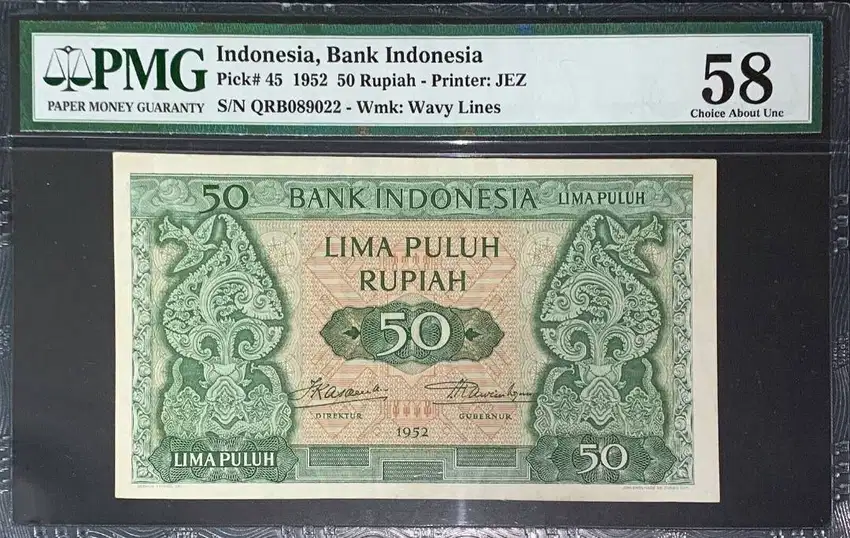 PMG
PAPER MONEY GUARANTY
Indonesia, Bank Indonesia
Pick# 45 1952 50 Rupiah - Printer: JEZ
S/N QRB089022 - Wmk: Wavy Lines
58
Choice About Unc
50 BANK INDONESIA LIMA PULUH
LIMA PULUH
RUPIAH
50
DIREKTUR GUBERNUR
1952
LIMA PULUH 50